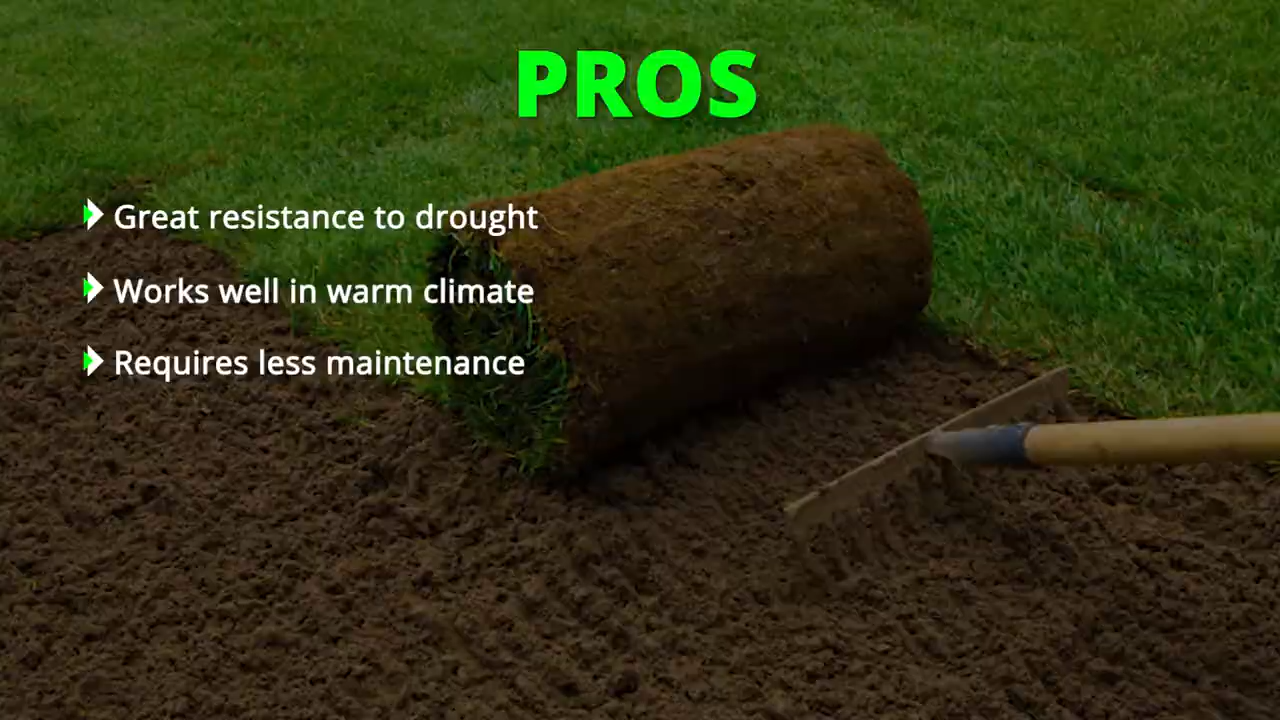 PROS
Great resistance to drought
Works well in warm climate
Requires less maintenance